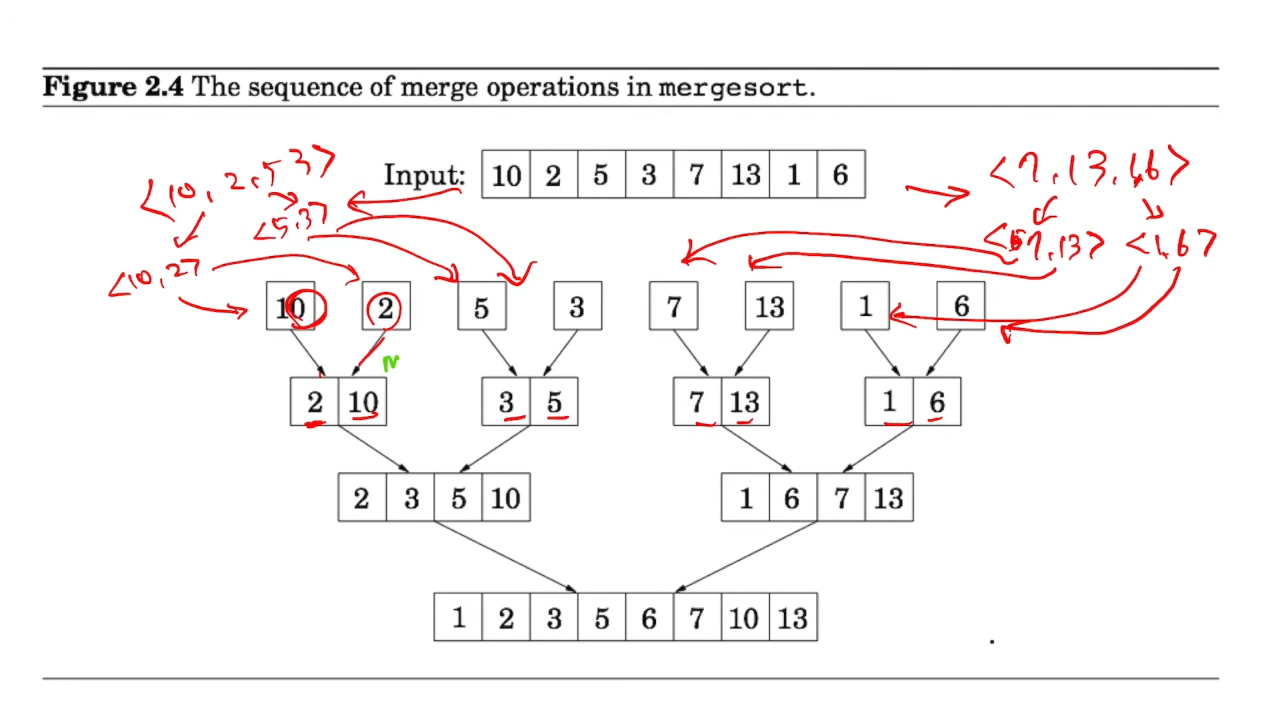 Figure 2.4 The sequence of merge operations in mergesort.
Input: 10 2 5 3 7 13 1 6
<10, 2, 5 3>
<7, 13, 1,6>
<5,3>
<7, 13> <1,6>
<10,2>
10 2 5 3 7 13 1 6
2 10 3 5 7 13 1 6
2 3 5 10 1 6 7 13
1 2 3 5 6 7 10 13